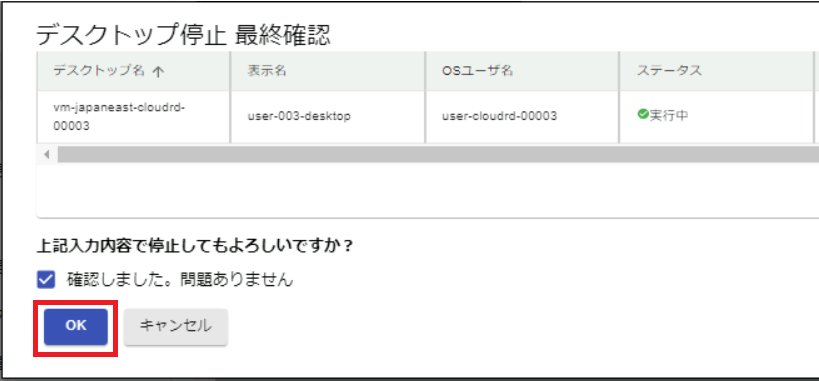 デスクトップ停止 最終確認
デスクトップ名 ↑ 表示名 OSユーザ名 ステータス
vm-japaneast-cloudrd-00003 user-003-desktop user-cloudrd-00003 実行中
上記入力内容で停止してもよろしいですか？
確認しました。問題ありません
OK キャンセル